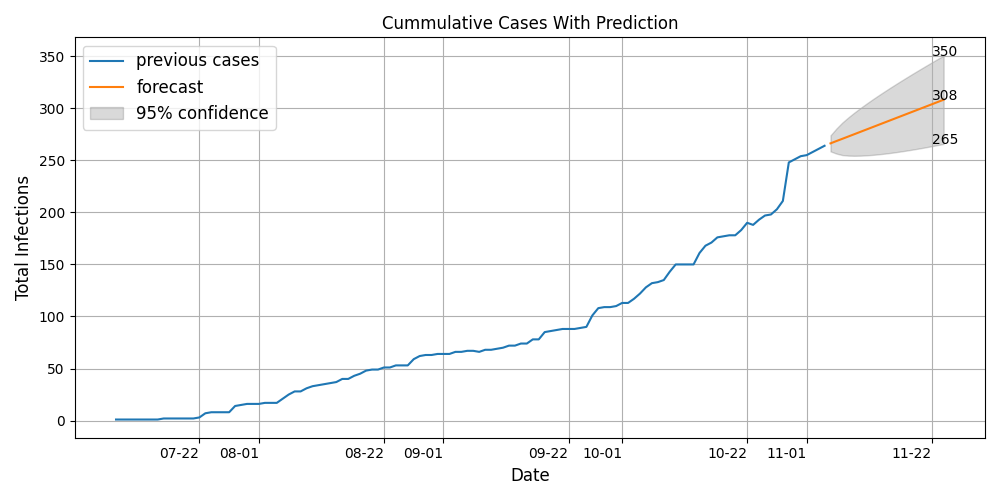 Cummulative Cases With Prediction
previous cases
forecast
95% confidence
350
308
265
Total Infections
350
300
250
200
150
100
50
0
07-22 08-01 08-22 09-01 09-22 10-01 10-22 11-01 11-22
Date